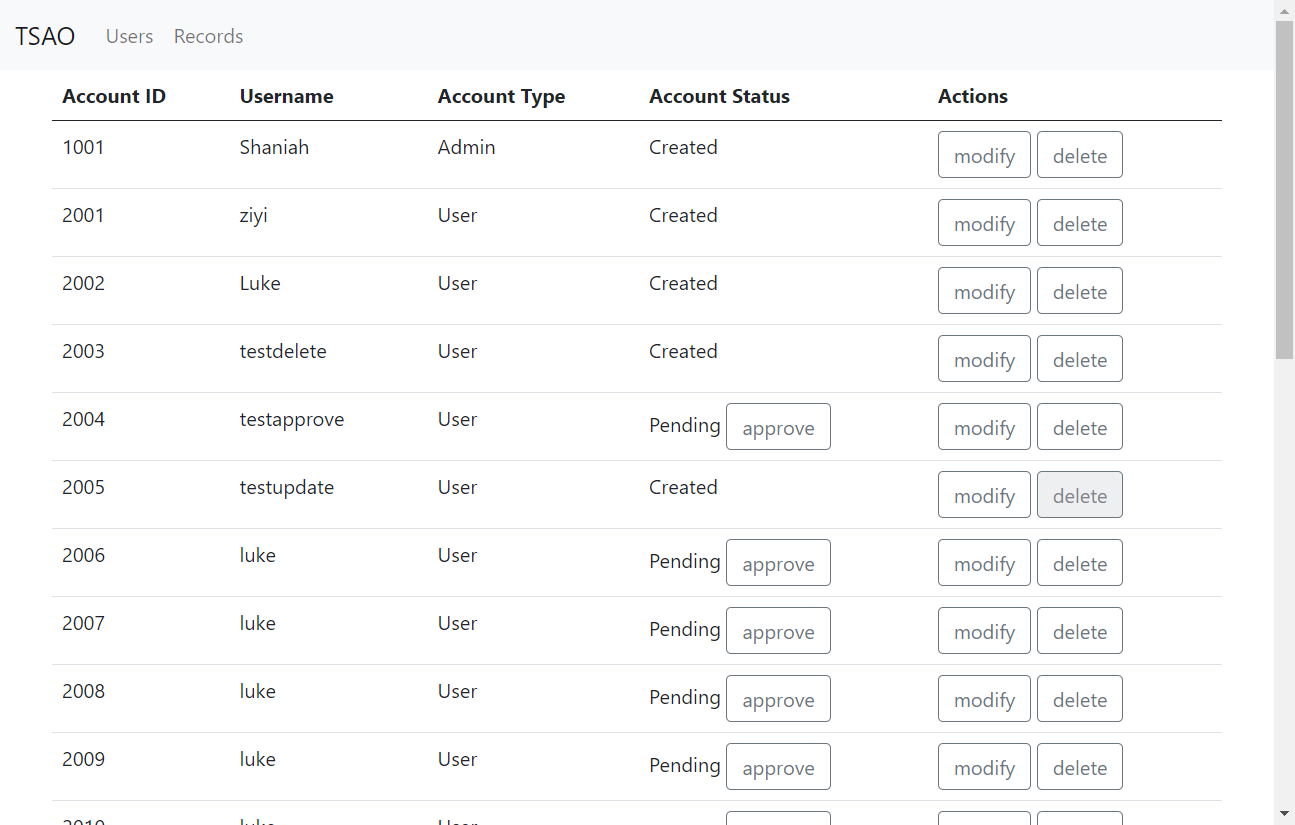 TSAO Users Records
Account ID Username Account Type Account Status Actions
1001 Shaniah Admin Created modify delete
2001 ziyi User Created modify delete
2002 Luke User Created modify delete
2003 testdelete User Created modify delete
2004 testapprove User Pending approve modify delete
2005 testupdate User Created modify delete
2006 luke User Pending approve modify delete
2007 luke User Pending approve modify delete
2008 luke User Pending approve modify delete
2009 luke User Pending approve modify delete